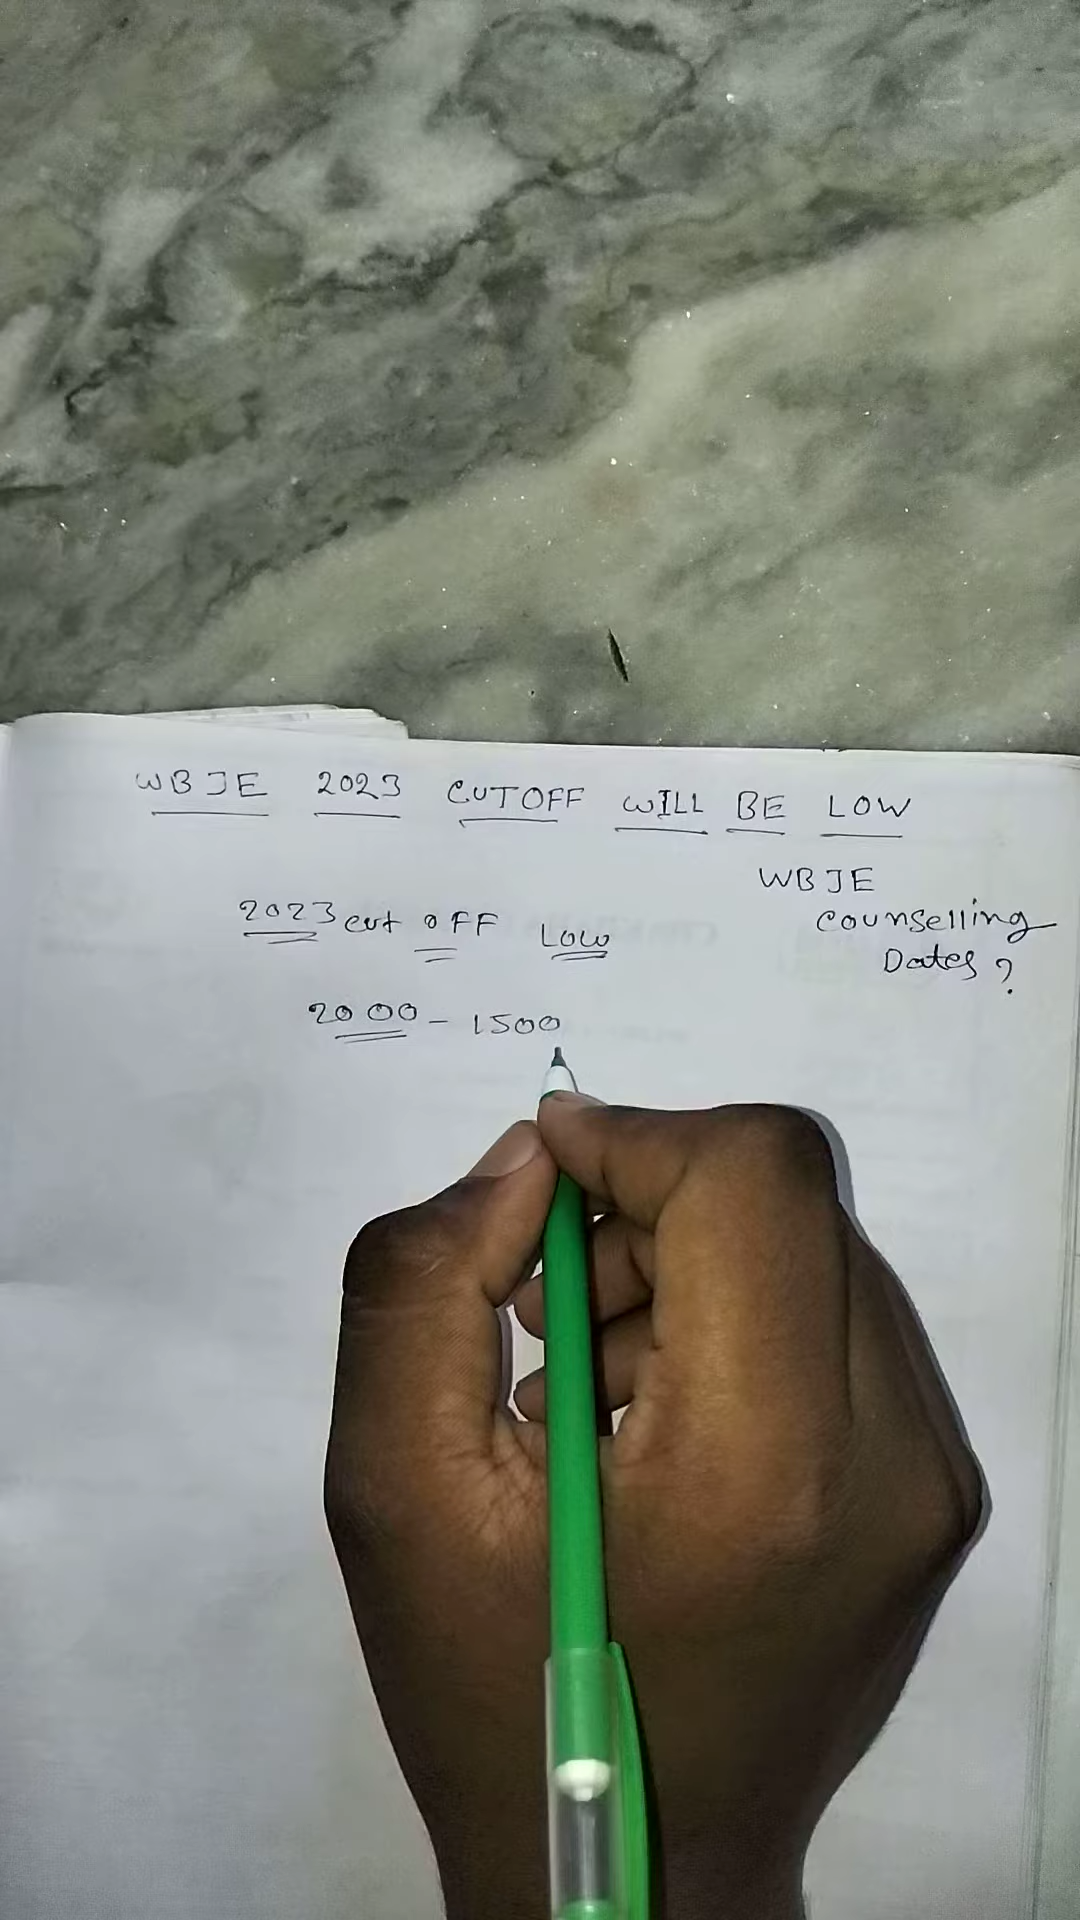 WBJE 2023 CUTOFF WILL BE LOW
WBJE
counselling
Dates ?
2023 cut oFF Low
2000 - 1500